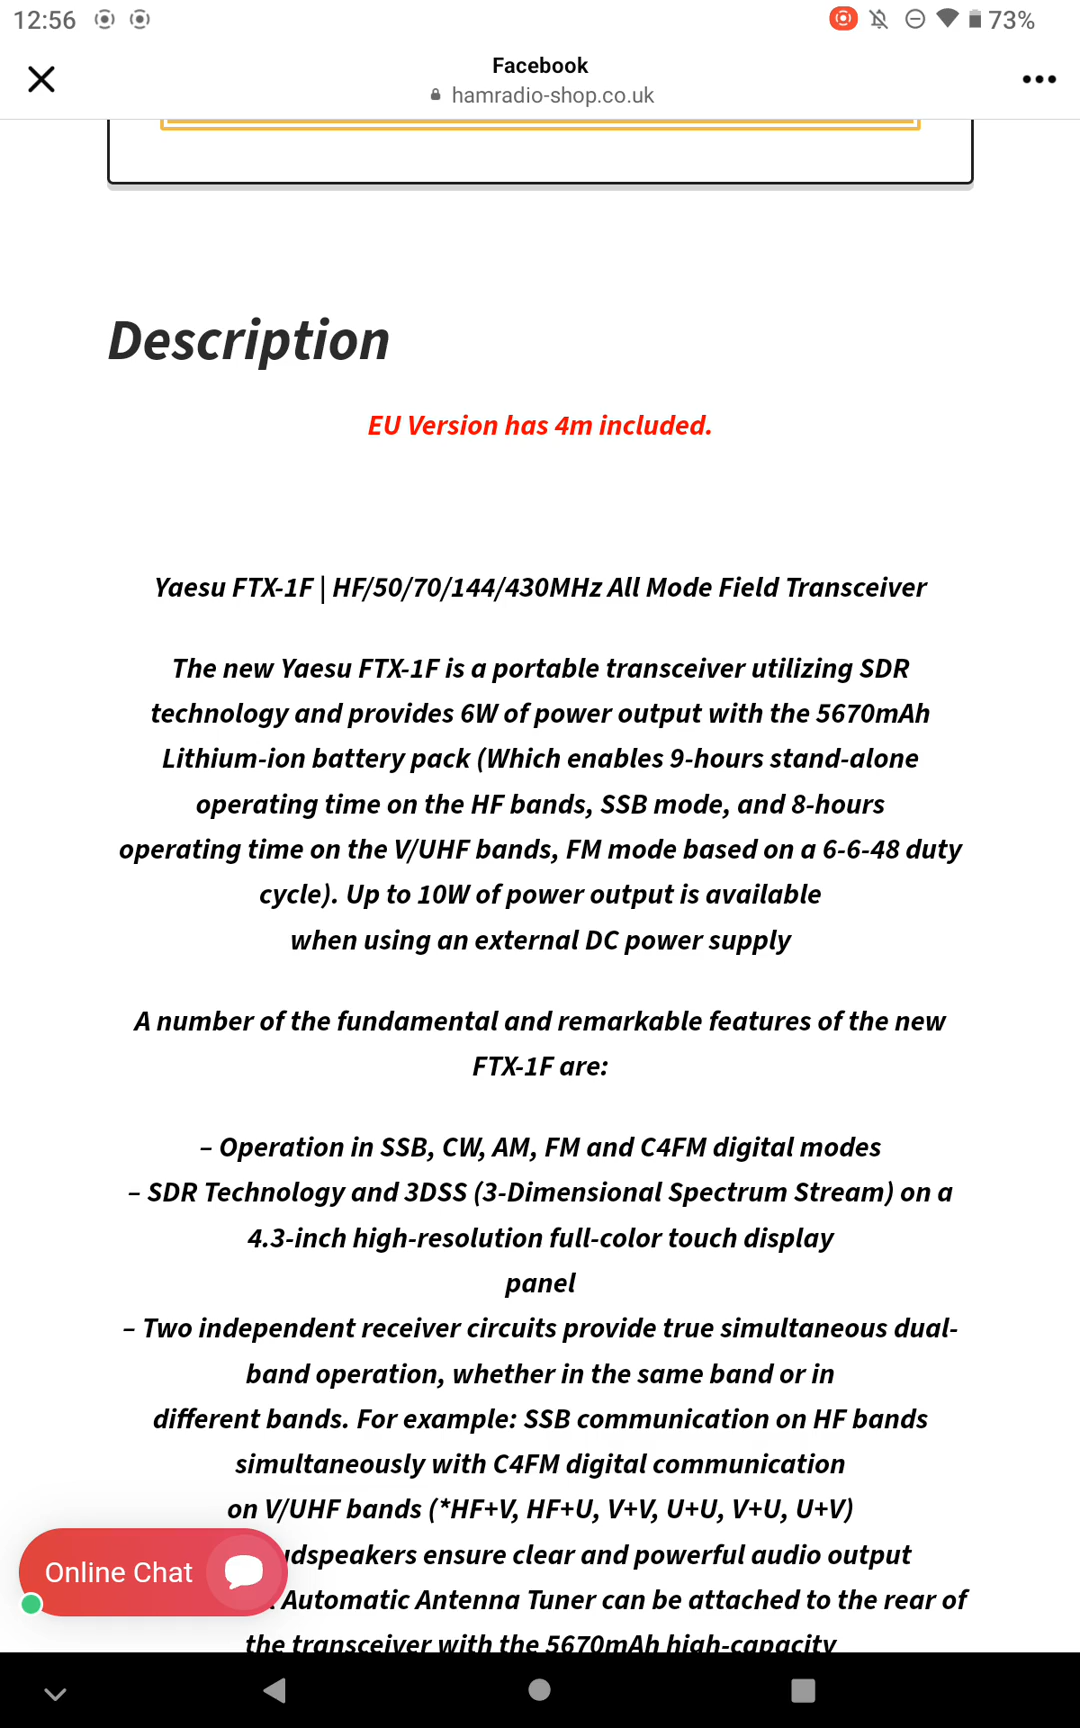 12:56
73%
Facebook
hamradio-shop.co.uk
Description
EU Version has 4m included.
Yaesu FTX-1F | HF/50/70/144/430MHz All Mode Field Transceiver
The new Yaesu FTX-1F is a portable transceiver utilizing SDR
technology and provides 6W of power output with the 5670mAh
Lithium-ion battery pack (Which enables 9-hours stand-alone
operating time on the HF bands, SSB mode, and 8-hours
operating time on the V/UHF bands, FM mode based on a 6-6-48 duty
cycle). Up to 10W of power output is available
when using an external DC power supply
A number of the fundamental and remarkable features of the new
FTX-1F are:
– Operation in SSB, CW, AM, FM and C4FM digital modes
– SDR Technology and 3DSS (3-Dimensional Spectrum Stream) on a
4.3-inch high-resolution full-color touch display
panel
– Two independent receiver circuits provide true simultaneous dual-
band operation, whether in the same band or in
different bands. For example: SSB communication on HF bands
simultaneously with C4FM digital communication
on V/UHF bands (*HF+V, HF+U, V+V, U+U, V+U, U+V)
ensure clear and powerful audio output
Online Chat
Automatic Antenna Tuner can be attached to the rear of
the transceiver with the 5670mAh high-capacity